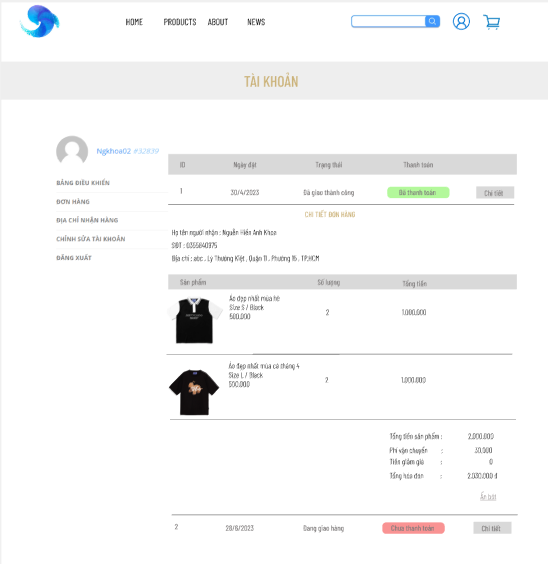 HOME PRODUCTS ABOUT NEWS
TÀI KHOẢN
Ngkhoa02 #32839
BẢNG ĐIỀU KHIỂN
ĐƠN HÀNG
ĐỊA CHỈ NHẬN HÀNG
CHỈNH SỬA TÀI KHOẢN
ĐĂNG XUẤT
ID Ngày đặt Trạng thái Thanh toán
1 30/4/2023 Đã giao thành công Đã thanh toán Chi tiết
CHI TIẾT ĐƠN HÀNG
Họ tên người nhận : Nguễn Hiền Anh Khoa
SĐT : 0355840975
Địa chỉ : abc , Lý Thường Kiệt , Quận 11 , Phường 15 , TP.HCM
Sản phẩm Số lượng Tổng tiền
Áo đẹp nhất mùa hè
Size S / Black
500.000
2 1.000.000
Áo đẹp nhất mùa cá tháng 4
Size L / Black
500.000
2 1.000.000
Tổng tiền sản phẩm : 2.000.000
Phí vận chuyển : 30.000
Tiền giảm giá : 0
Tổng hóa đơn : 2.030.000 đ
Ẩn bớt
2 28/6/2023 Đang giao hàng Chưa thanh toán Chi tiết